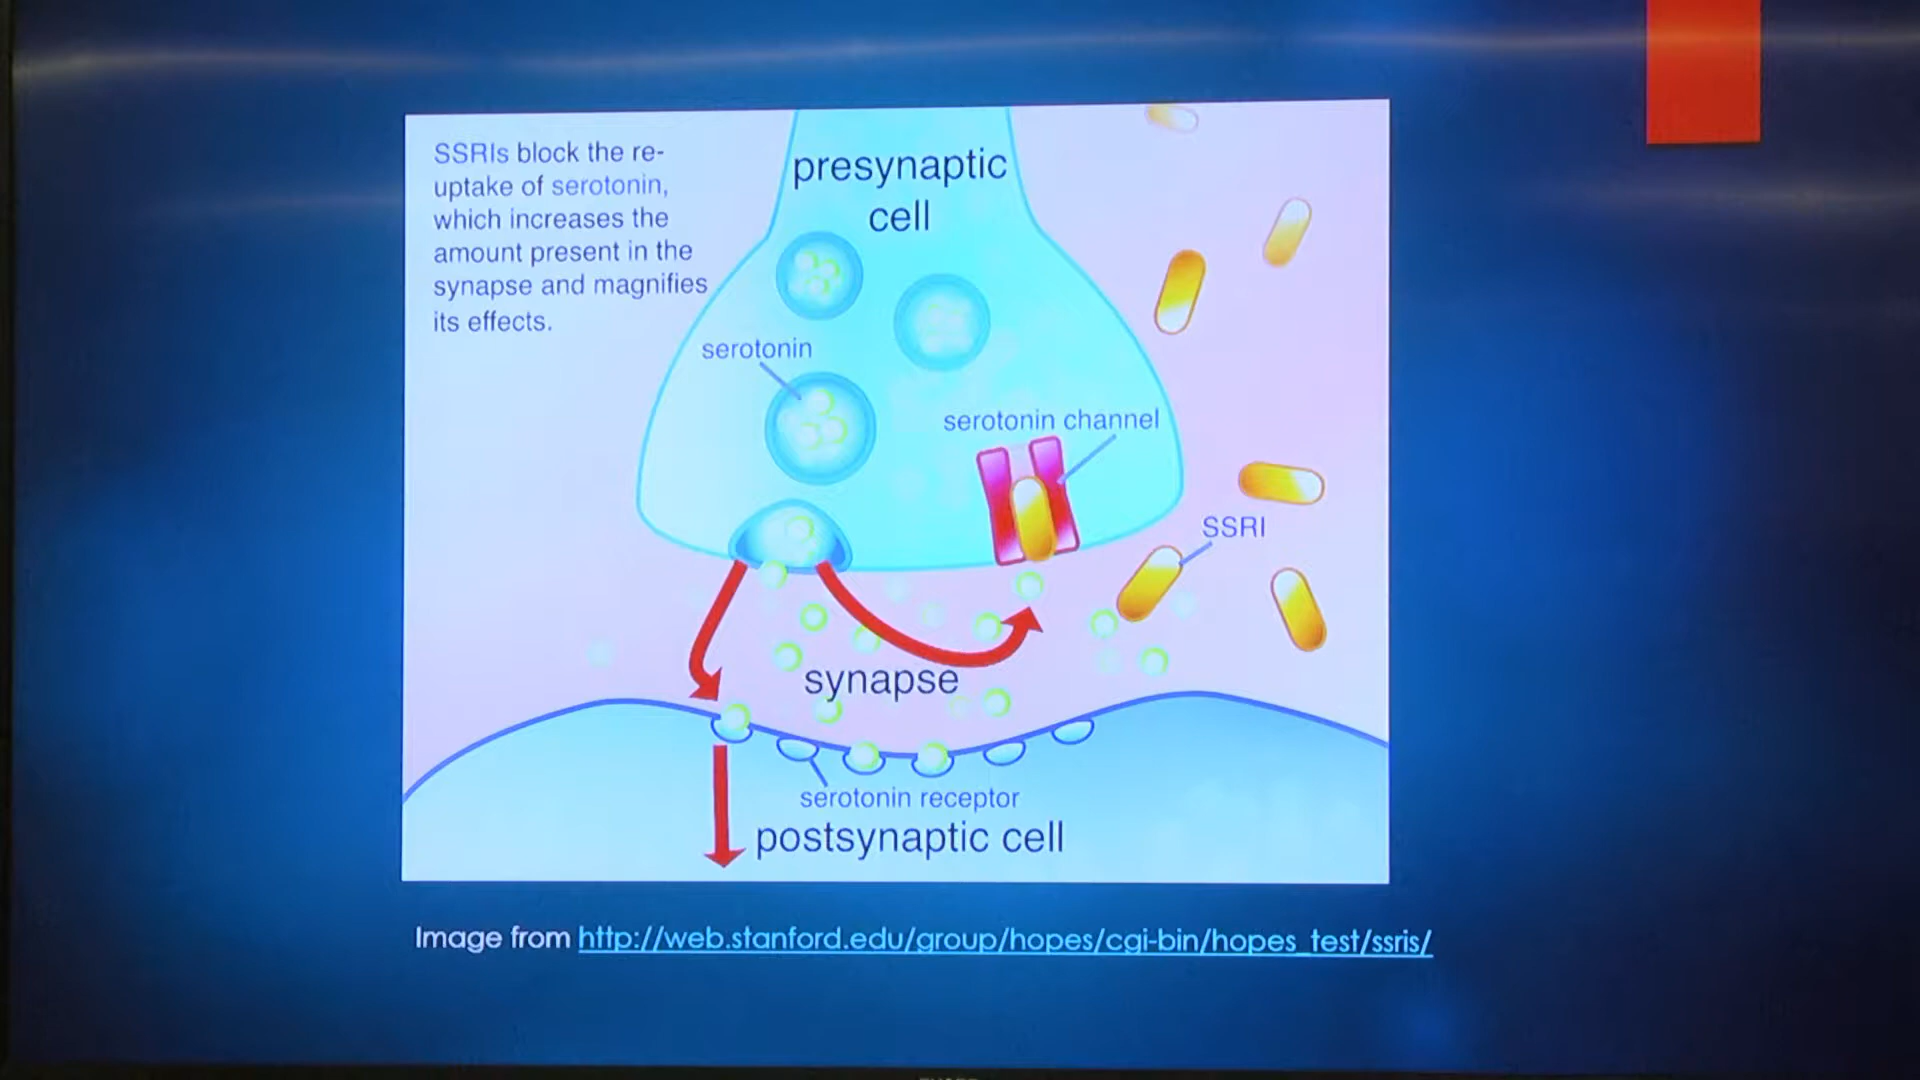 SSRIs block the re-
uptake of serotonin,
which increases the
amount present in the
synapse and magnifies
its effects.
presynaptic
cell
serotonin
serotonin channel
SSRI
synapse
serotonin receptor
postsynaptic cell
Image from http://web.stanford.edu/group/hopes/cgi-bin/hopes_test/ssris/